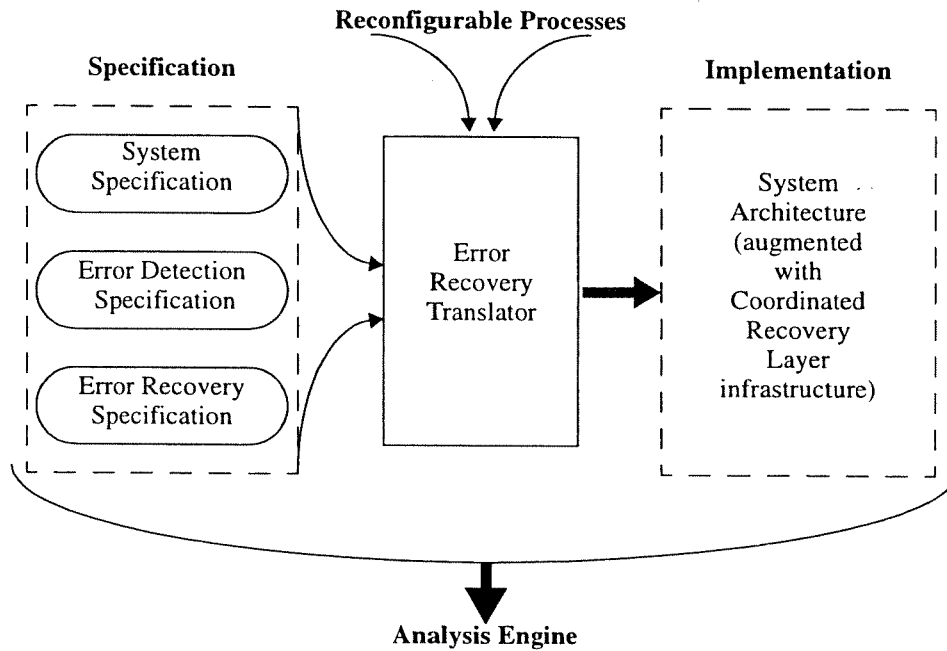 Reconfigurable Processes
Specification
Implementation
System
Specification
Error Detection
Specification
Error Recovery
Specification
Error
Recovery
Translator
System
Architecture
(augmented
with
Coordinated
Recovery
Layer
infrastructure)
Analysis Engine